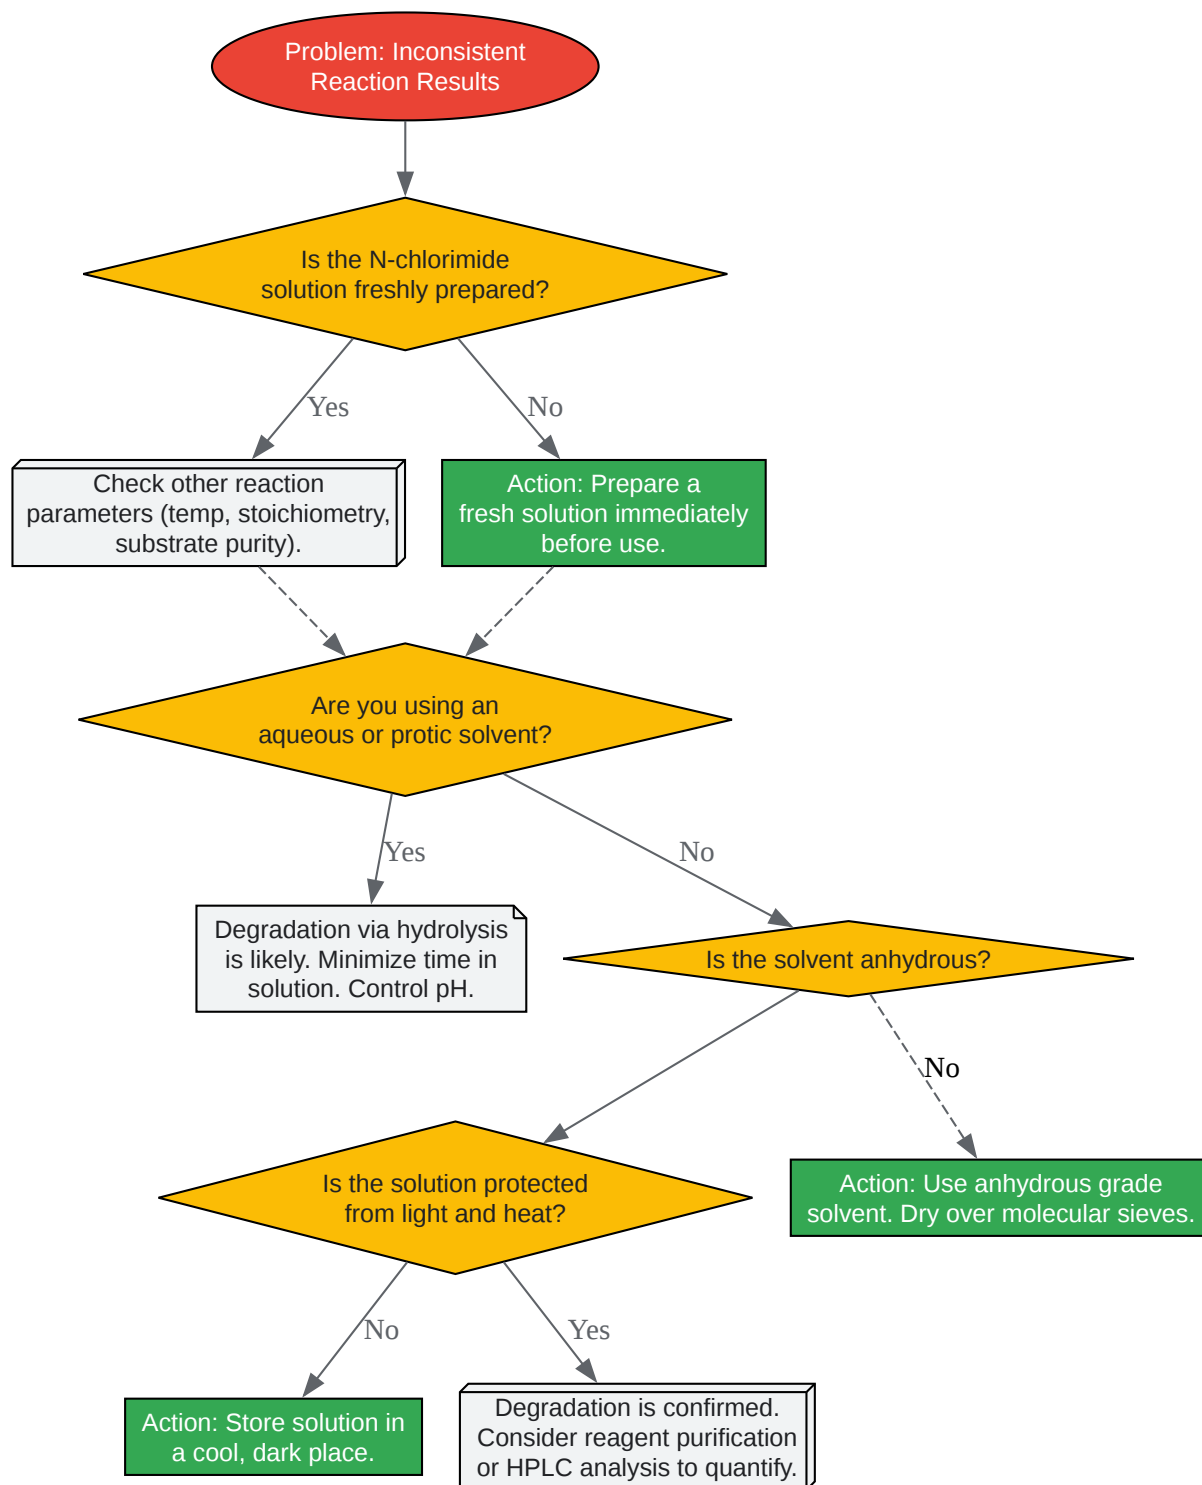 Problem: Inconsistent
Reaction Results
Is the N-chlorimide
solution freshly prepared?
Yes
No
Check other reaction
parameters (temp, stoichiometry,
substrate purity).
Action: Prepare a
fresh solution immediately
before use.
Are you using an
aqueous or protic solvent?
Yes
No
Degradation via hydrolysis
is likely. Minimize time in
solution. Control pH.
Is the solvent anhydrous?
No
Is the solution protected
from light and heat?
Action: Use anhydrous grade
solvent. Dry over molecular sieves.
No
Yes
Action: Store solution in
a cool, dark place.
Degradation is confirmed.
Consider reagent purification
or HPLC analysis to quantify.